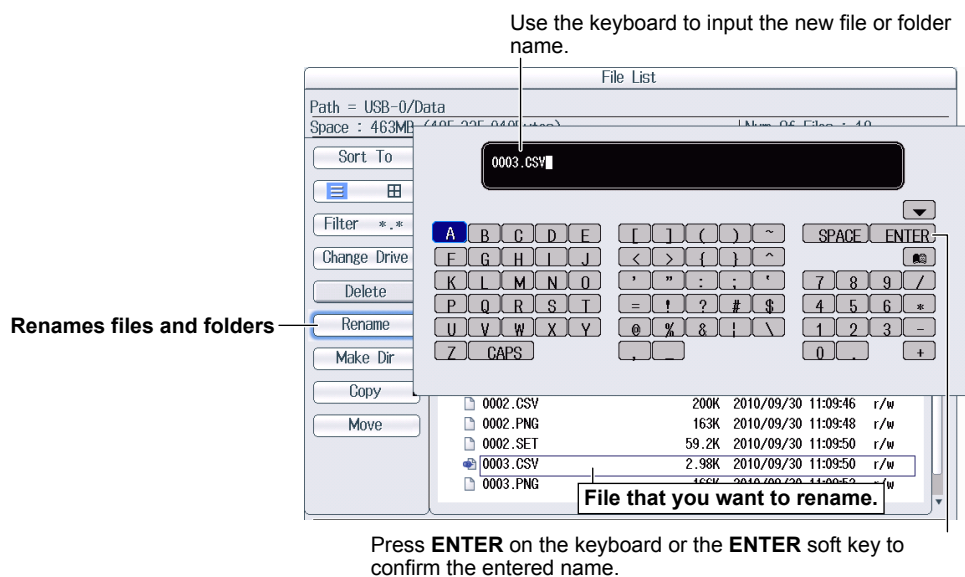 Use the keyboard to input the new file or folder
name.
File List
Path = USB-0/Data
Space : 463MB
Sort To
0003.CSV
Filter *.*
A B C D E [ ] ( ) ~ SPACE ENTER
Change Drive
F G H I J < > { } ^
Delete
K L M N O ' " : ; ` 7 8 9 /
P Q R S T = ! ? # $ 4 5 6 *
Renames files and folders
Rename
U V W X Y @ % & ¦ \ 1 2 3 -
Make Dir
Z CAPS , _ 0 . +
Copy
0002.CSV 200K 2010/09/30 11:09:46 r/w
Move
0002.PNG 163K 2010/09/30 11:09:48 r/w
0002.SET 59.2K 2010/09/30 11:09:50 r/w
0003.CSV 2.98K 2010/09/30 11:09:50 r/w
0003.PNG
File that you want to rename.
Press ENTER on the keyboard or the ENTER soft key to
confirm the entered name.